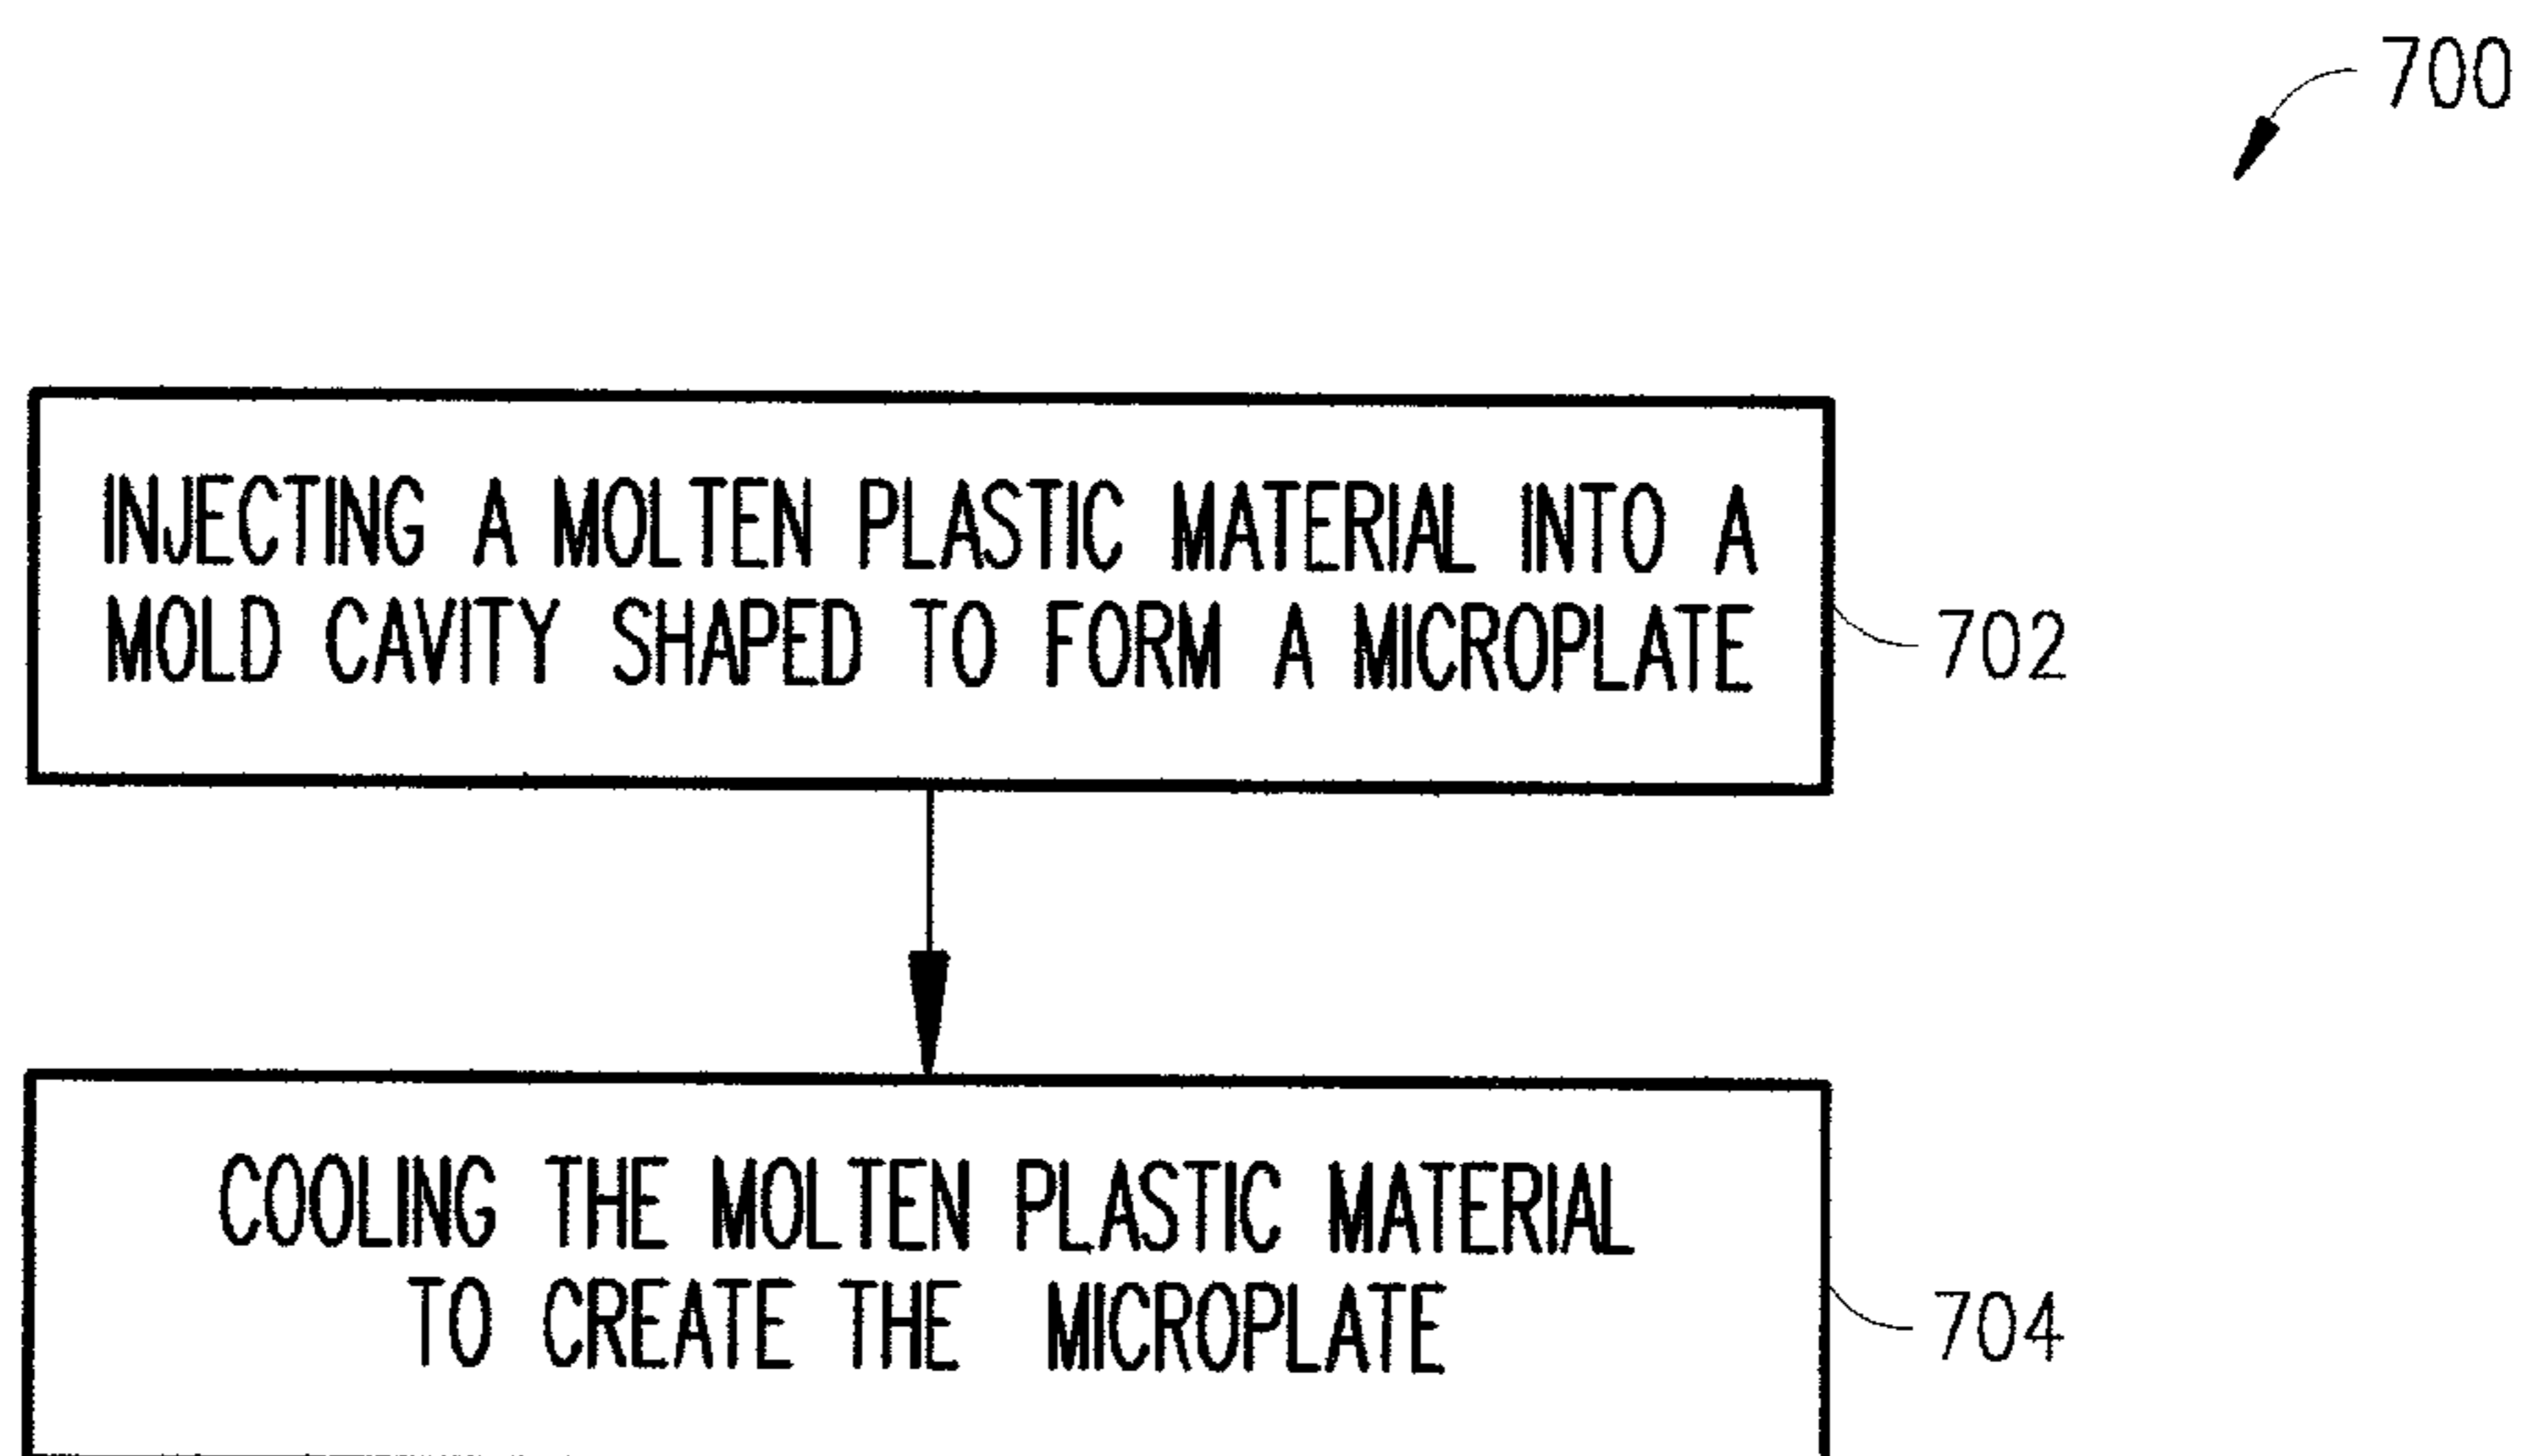 700
INJECTING A MOLTEN PLASTIC MATERIAL INTO A
MOLD CAVITY SHAPED TO FORM A MICROPLATE
702
COOLING THE MOLTEN PLASTIC MATERIAL
TO CREATE THE MICROPLATE
704